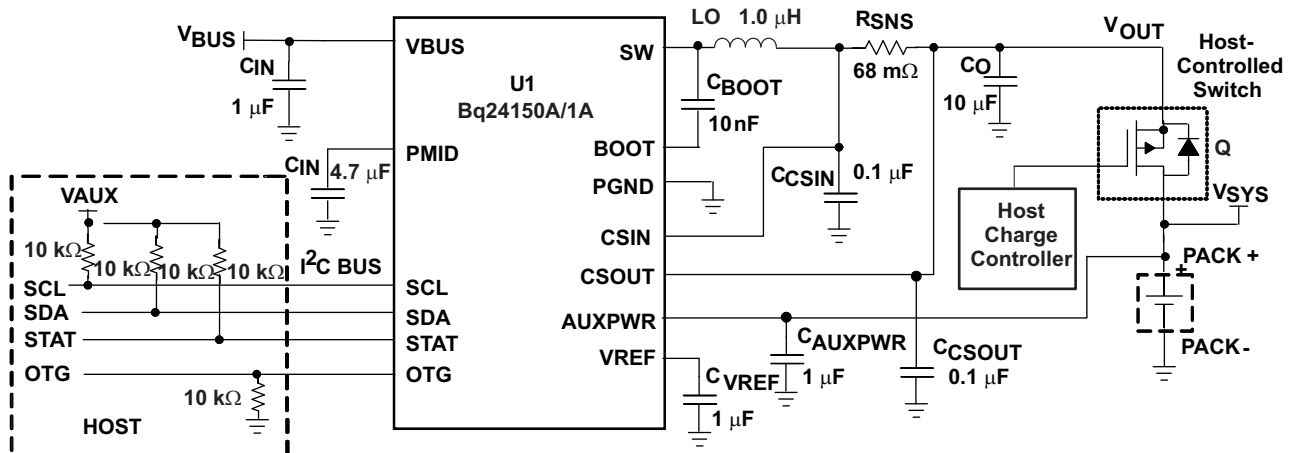 VBUS
CIN
1 μF
CIN
4.7 μF
VAUX
10 kΩ
10 kΩ
10 kΩ
I2C BUS
SCL
SDA
STAT
OTG
10 kΩ
HOST
VBUS
PMID
SCL
SDA
STAT
OTG
U1
Bq24150A/1A
SW
BOOT
PGND
CSIN
CSOUT
AUXPWR
VREF
LO 1.0 μH
RSNS
68 mΩ
CBOOT
10nF
CCSIN
0.1 μF
CO
10 μF
VOUT
Host-
Controlled
Switch
Q
Host
Charge
Controller
VSYS
+ PACK +
PACK-
CAUXPWR
1 μF
CVREF
1 μF
CCSOUT
0.1 μF